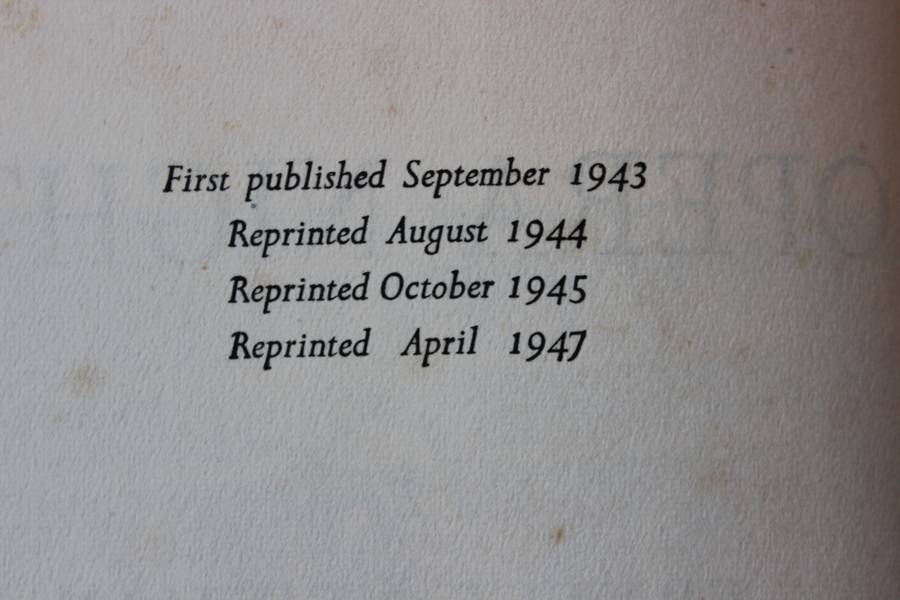 First published September 1943
Reprinted August 1944
Reprinted October 1945
Reprinted April 1947